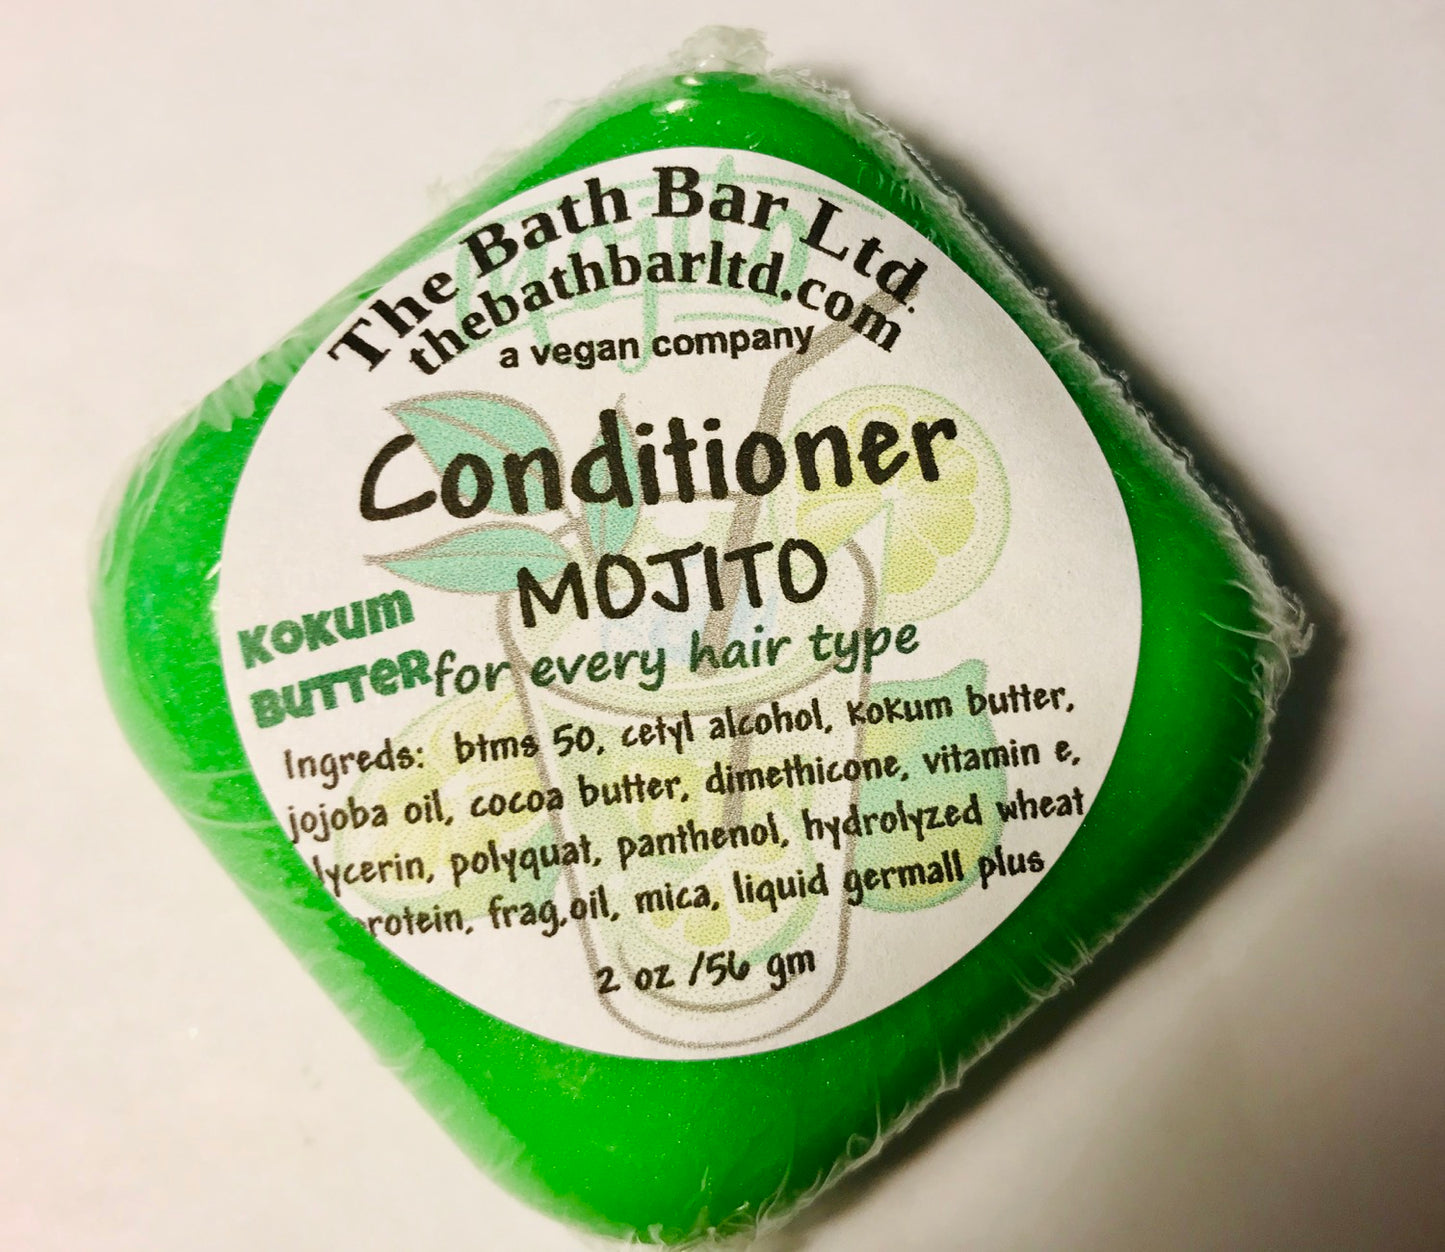 The Bath Bar Ltd.
thebathbarltd.com
a vegan company
Conditioner
MOJITO
KOKUM
BUTTER
for every hair type
Ingreds: btms 50, cetyl alcohol, kokum butter,
jojoba oil, cocoa butter, dimethicone, vitamin e,
lycerin, polyquat, panthenol, hydrolyzed wheat
rotein, frag.oil, mica, liquid germall plus
2 oz /56 gm